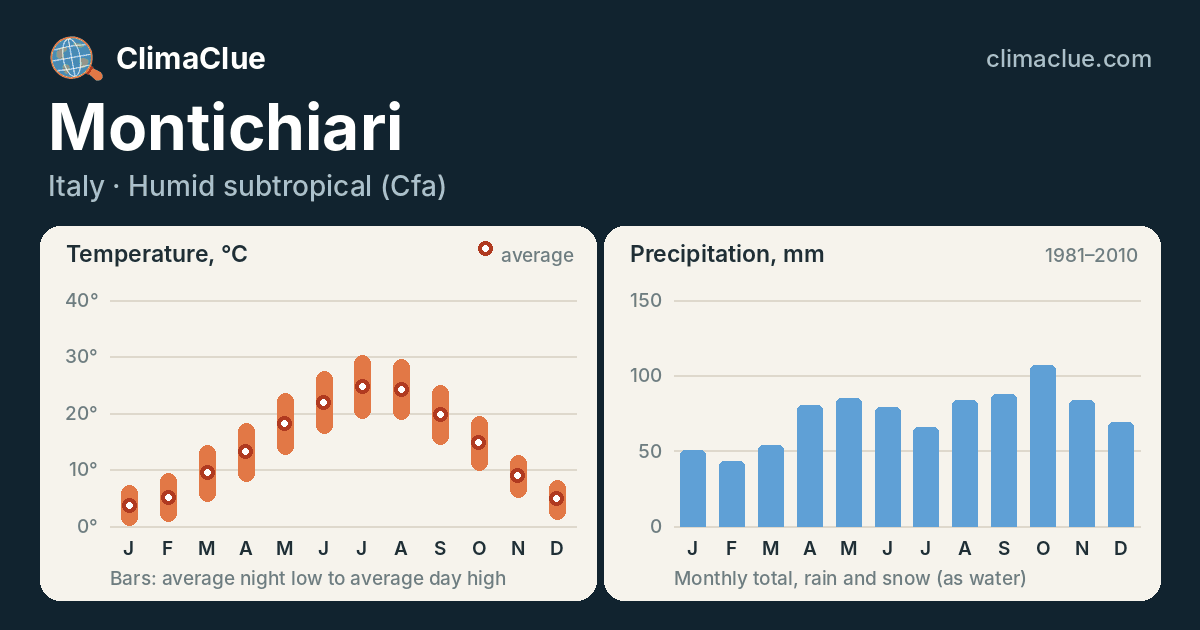 ClimaClue
climaclue.com
Montichiari
Italy · Humid subtropical (Cfa)
Temperature, °C
average
40°
30°
20°
10°
0°
J F M A M J J A S O N D
Bars: average night low to average day high
Precipitation, mm
1981–2010
150
100
50
0
J F M A M J J A S O N D
Monthly total, rain and snow (as water)